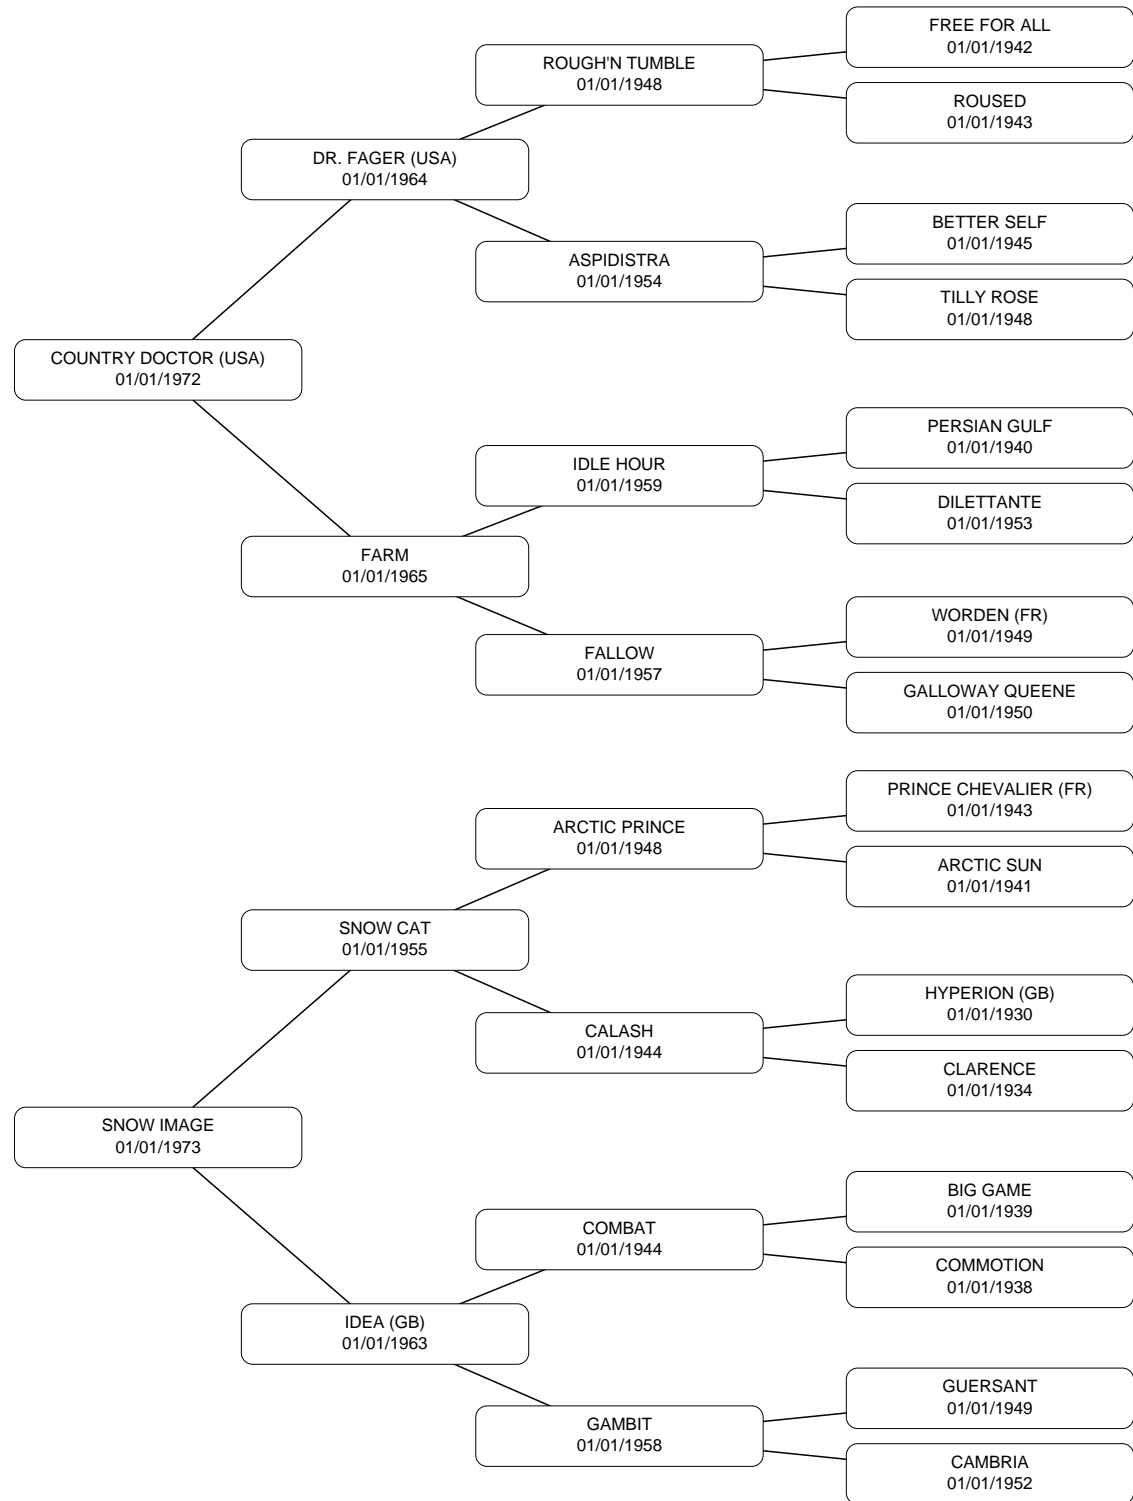 FREE FOR ALL
01/01/1942
ROUGH'N TUMBLE
01/01/1948
ROUSED
01/01/1943
DR. FAGER (USA)
01/01/1964
BETTER SELF
01/01/1945
ASPIDISTRA
01/01/1954
TILLY ROSE
01/01/1948
COUNTRY DOCTOR (USA)
01/01/1972
PERSIAN GULF
01/01/1940
IDLE HOUR
01/01/1959
DILETTANTE
01/01/1953
FARM
01/01/1965
WORDEN (FR)
01/01/1949
FALLOW
01/01/1957
GALLOWAY QUEENE
01/01/1950
PRINCE CHEVALIER (FR)
01/01/1943
ARCTIC PRINCE
01/01/1948
ARCTIC SUN
01/01/1941
SNOW CAT
01/01/1955
HYPERION (GB)
01/01/1930
CALASH
01/01/1944
CLARENCE
01/01/1934
SNOW IMAGE
01/01/1973
BIG GAME
01/01/1939
COMBAT
01/01/1944
COMMOTION
01/01/1938
IDEA (GB)
01/01/1963
GUERSANT
01/01/1949
GAMBIT
01/01/1958
CAMBRIA
01/01/1952